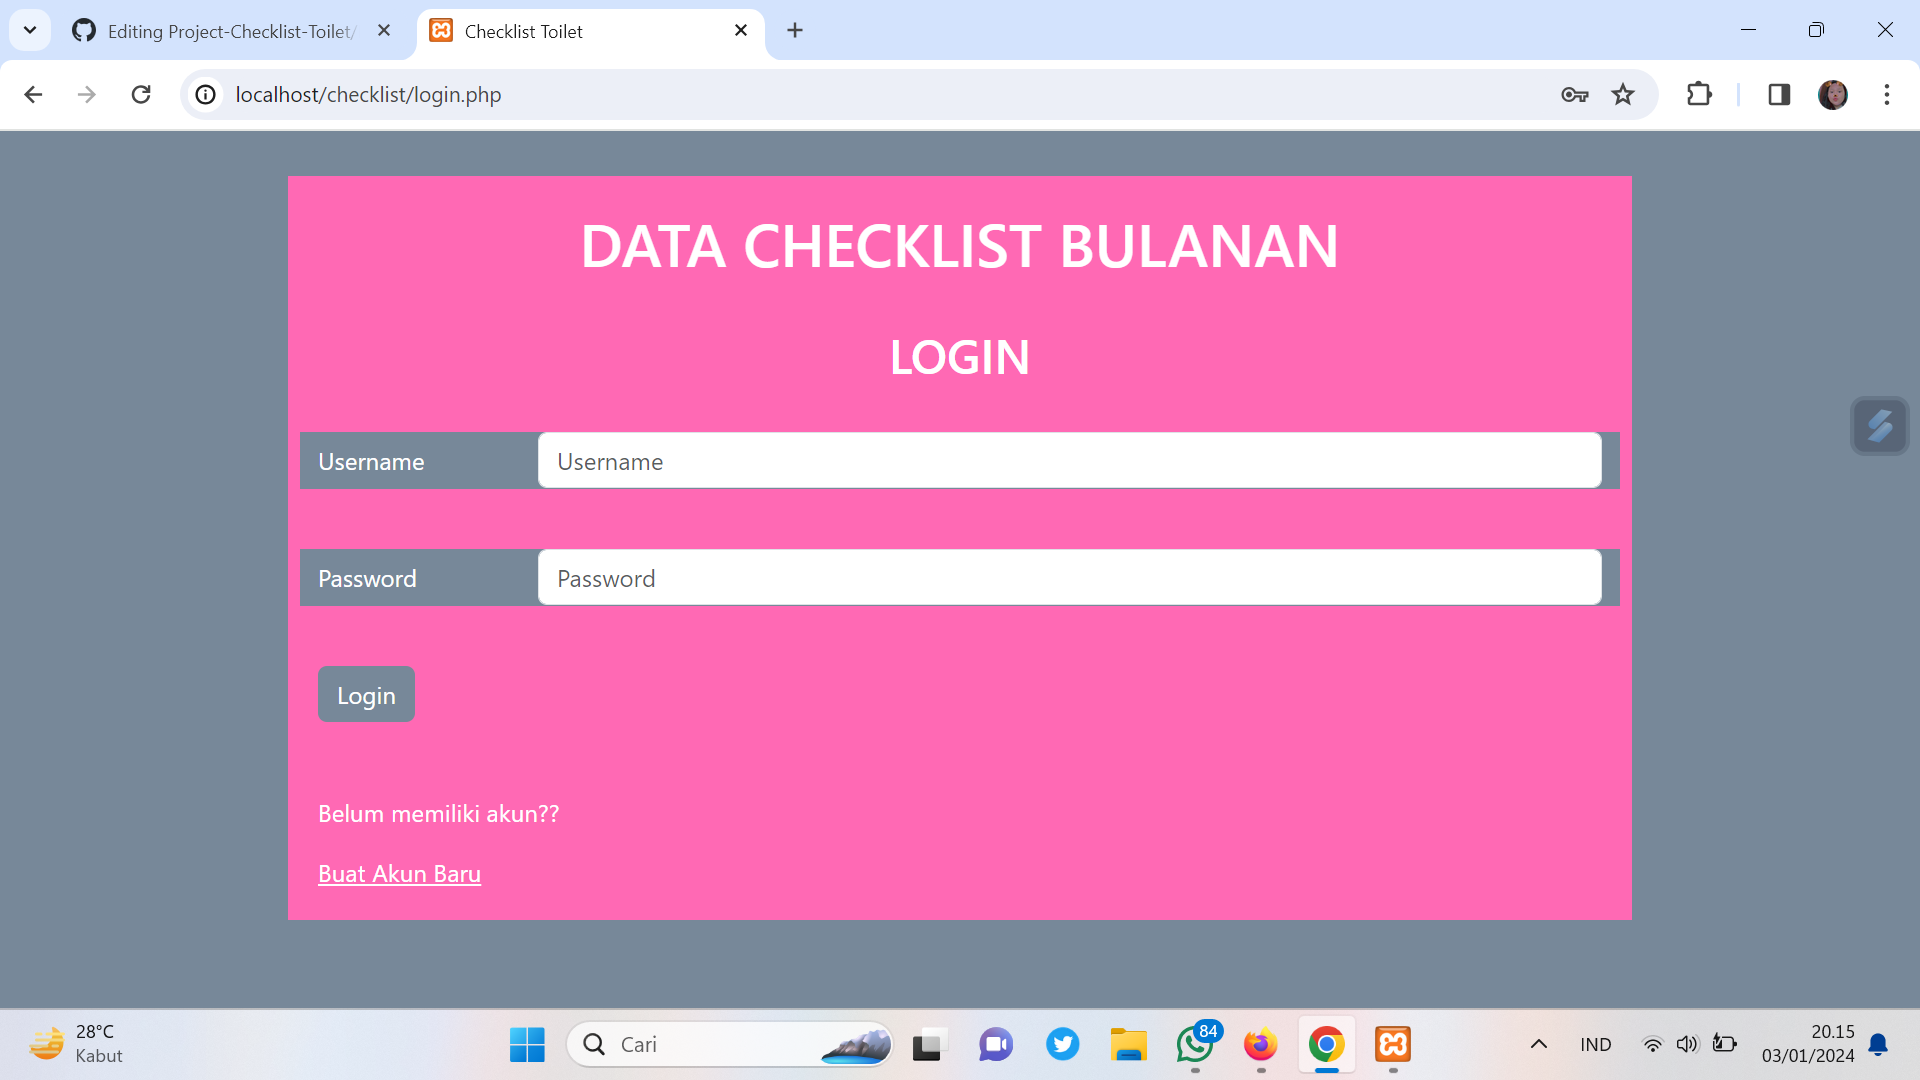 Editing Project-Checklist-Toilet/
Checklist Toilet
localhost/checklist/login.php
DATA CHECKLIST BULANAN
LOGIN
Username
Username
Password
Password
Login
Belum memiliki akun??
Buat Akun Baru
28°C
Kabut
Cari
84
IND
20.15
03/01/2024